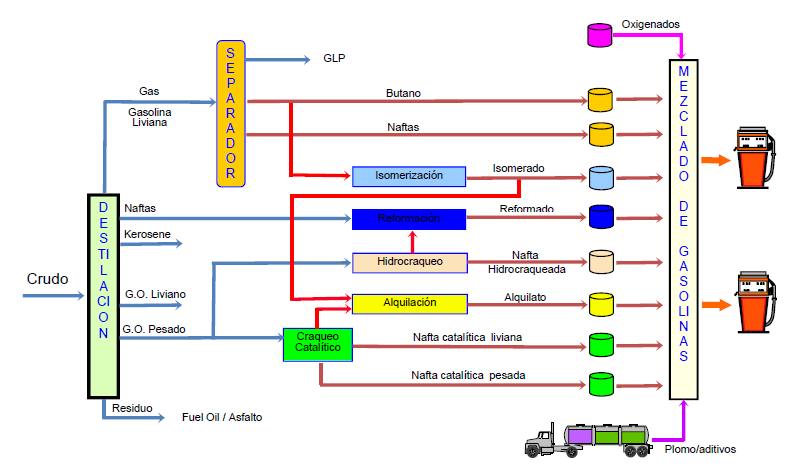 Oxigenados
GLP
SEPARADOR
Gas
Gasolina
Liviana
Butano
Naftas
Isomerización
Isomerado
MEZCLADO DE GASOLINAS
DESTILACION
Naftas
Reformación
Reformado
Kerosene
Hidrocraqueo
Nafta
Hidrocraqueada
Crudo
G.O. Liviano
Alquilación
Alquilato
G.O. Pesado
Craqueo
Catalítico
Nafta catalítica liviana
Nafta catalítica pesada
Residuo
Fuel Oil / Asfalto
Plomo/aditivos